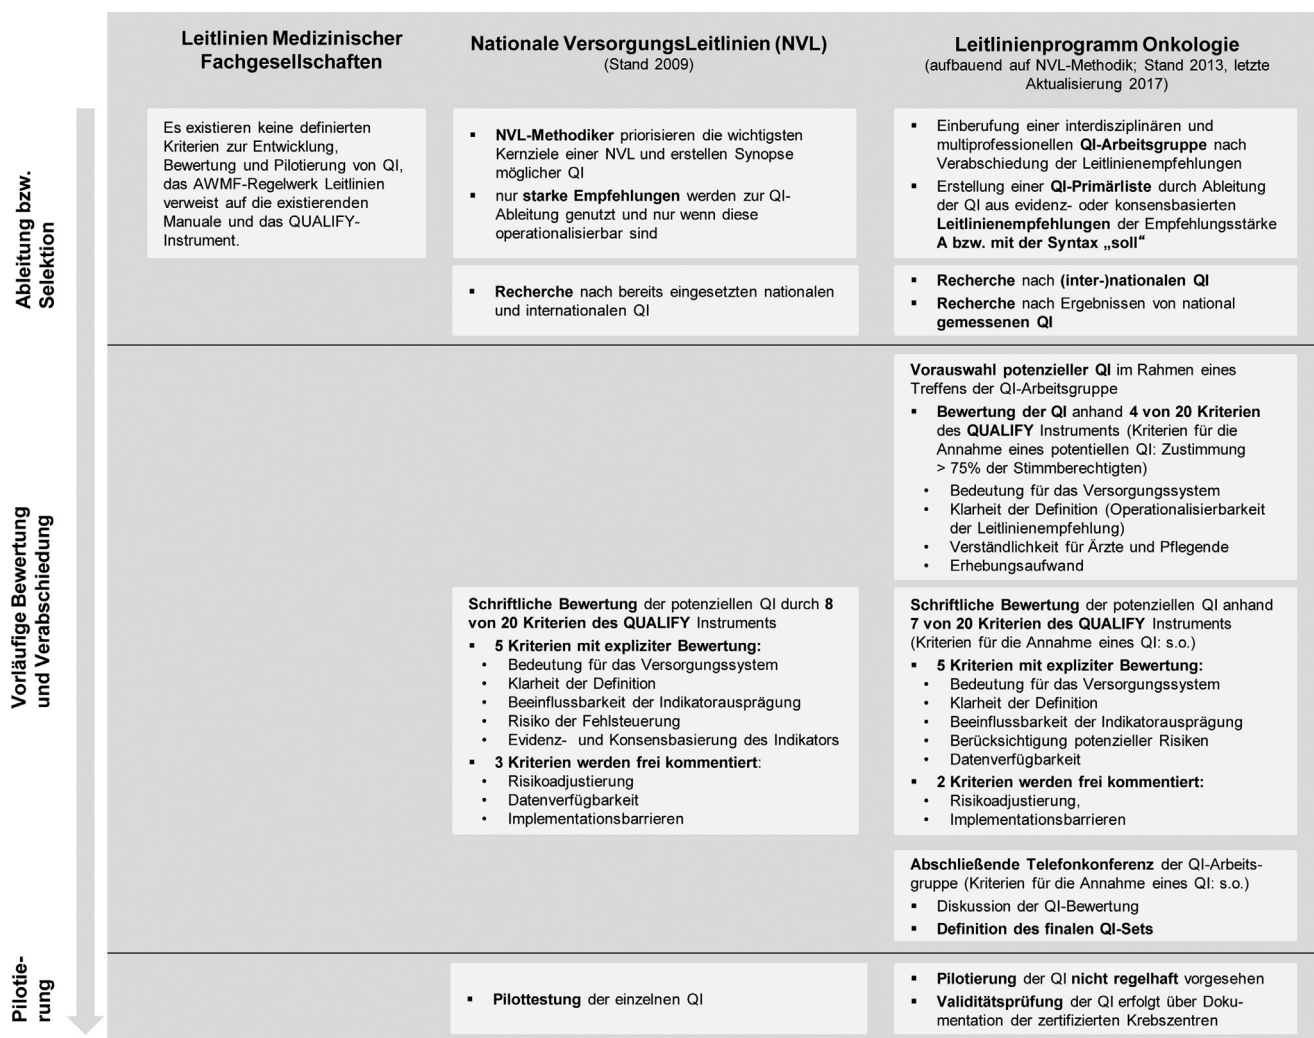 Leitlinien Medizinischer
Fachgesellschaften
Nationale VersorgungsLeitlinien (NVL)
(Stand 2009)
Leitlinienprogramm Onkologie
(aufbauend auf NVL-Methodik; Stand 2013, letzte
Aktualisierung 2017)
Ableitung bzw.
Selektion
Es existieren keine definierten
Kriterien zur Entwicklung,
Bewertung und Pilotierung von QI,
das AWMF-Regelwerk Leitlinien
verweist auf die existierenden
Manuale und das QUALIFY-
Instrument.
▪ NVL-Methodiker priorisieren die wichtigsten
Kernziele einer NVL und erstellen Synopse
möglicher QI
▪ nur starke Empfehlungen werden zur QI-
Ableitung genutzt und nur wenn diese
operationalisierbar sind
▪ Einberufung einer interdisziplinären und
multiprofessionellen QI-Arbeitsgruppe nach
Verabschiedung der Leitlinienempfehlungen
▪ Erstellung einer QI-Primärliste durch Ableitung
der QI aus evidenz- oder konsensbasierten
Leitlinienempfehlungen der Empfehlungsstärke
A bzw. mit der Syntax „soll“
▪ Recherche nach bereits eingesetzten nationalen
und internationalen QI
▪ Recherche nach (inter-)nationalen QI
▪ Recherche nach Ergebnissen von national
gemessenen QI
Vorläufige Bewertung
und Verabschiedung
Vorauswahl potenzieller QI im Rahmen eines
Treffens der QI-Arbeitsgruppe
▪ Bewertung der QI anhand 4 von 20 Kriterien
des QUALIFY Instruments (Kriterien für die
Annahme eines potentiellen QI: Zustimmung
> 75% der Stimmberechtigten)
• Bedeutung für das Versorgungssystem
• Klarheit der Definition (Operationalisierbarkeit
der Leitlinienempfehlung)
• Verständlichkeit für Ärzte und Pflegende
• Erhebungsaufwand
Schriftliche Bewertung der potenziellen QI durch 8
von 20 Kriterien des QUALIFY Instruments
▪ 5 Kriterien mit expliziter Bewertung:
• Bedeutung für das Versorgungssystem
• Klarheit der Definition
• Beeinflussbarkeit der Indikatorausprägung
• Risiko der Fehlsteuerung
• Evidenz- und Konsensbasierung des Indikators
▪ 3 Kriterien werden frei kommentiert:
• Risikoadjustierung
• Datenverfügbarkeit
• Implementationsbarrieren
Schriftliche Bewertung der potenziellen QI anhand
7 von 20 Kriterien des QUALIFY Instruments
(Kriterien für die Annahme eines QI: s.o.)
▪ 5 Kriterien mit expliziter Bewertung:
• Bedeutung für das Versorgungssystem
• Klarheit der Definition
• Beeinflussbarkeit der Indikatorausprägung
• Berücksichtigung potenzieller Risiken
• Datenverfügbarkeit
▪ 2 Kriterien werden frei kommentiert:
• Risikoadjustierung,
• Implementationsbarrieren
Abschließende Telefonkonferenz der QI-Arbeits-
gruppe (Kriterien für die Annahme eines QI: s.o.)
▪ Diskussion der QI-Bewertung
▪ Definition des finalen QI-Sets
Pilotie-
rung
▪ Pilottestung der einzelnen QI
▪ Pilotierung der QI nicht regelhaft vorgesehen
▪ Validitätsprüfung der QI erfolgt über Doku-
mentation der zertifizierten Krebszentren